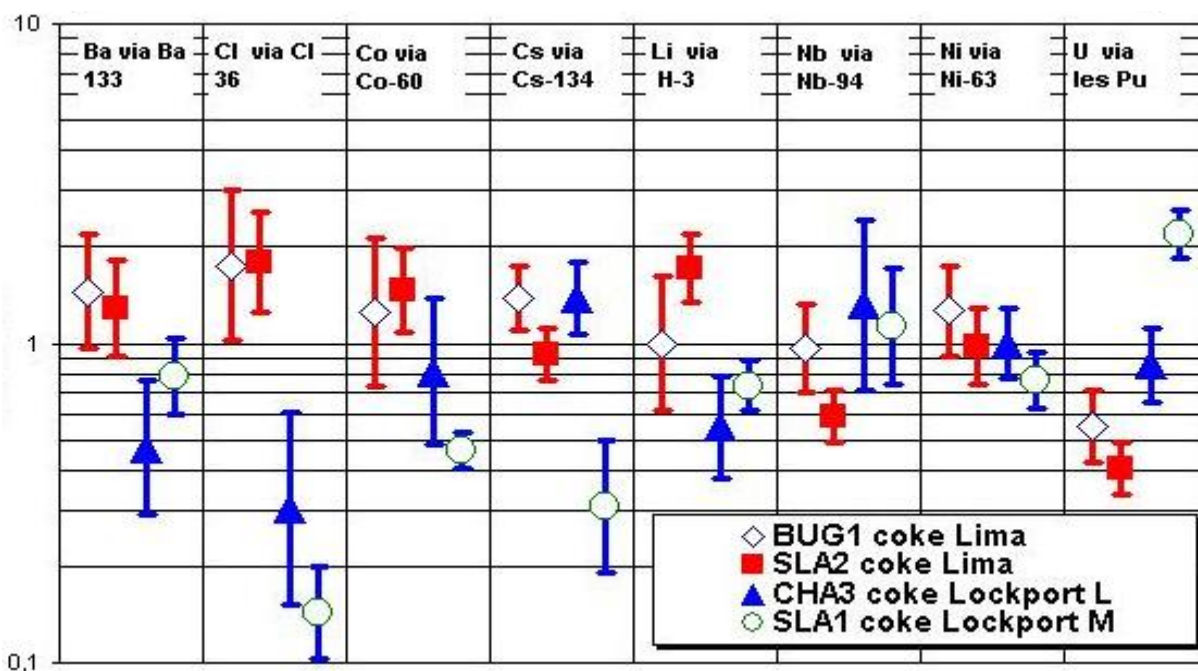 10
Ba via Ba
133
Cl via Cl
36
Co via
Co-60
Cs via
Cs-134
Li via
H-3
Nb via
Nb-94
Ni via
Ni-63
U via
les Pu
1
0,1
BUG1 coke Lima
SLA2 coke Lima
CHA3 coke Lockport L
SLA1 coke Lockport M